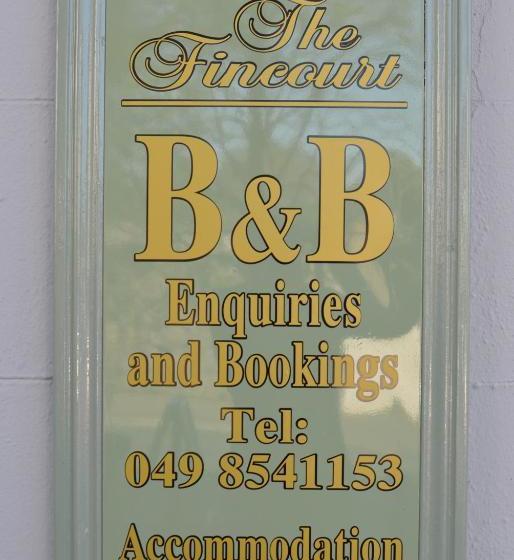 The
Fincourt
B&B
Enquiries
and Bookings
Tel:
049 8541153
Accommodation